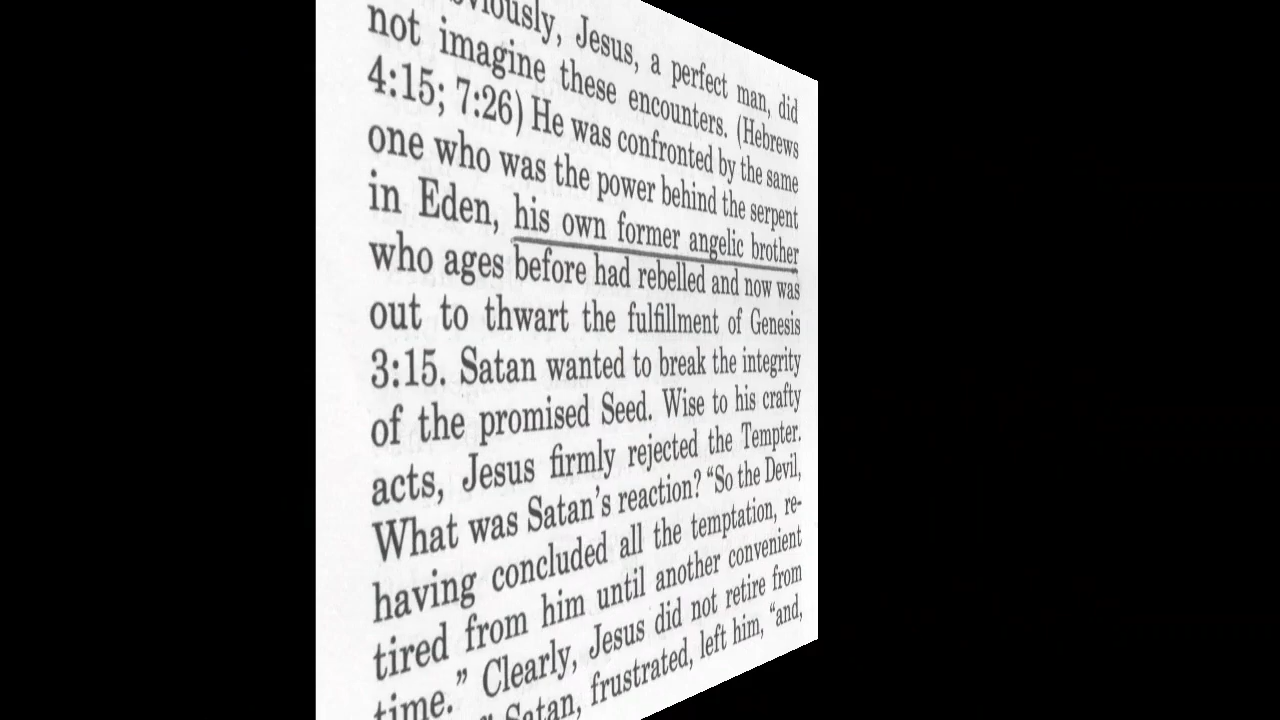 Jesus, a perfect man, did
not imagine these encounters. (Hebrews
4:15; 7:26) He was confronted by the same
one who was the power behind the serpent
in Eden, his own former angelic brother
who ages before had rebelled and now was
out to thwart the fulfillment of Genesis
3:15. Satan wanted to break the integrity
of the promised Seed. Wise to his crafty
acts, Jesus firmly rejected the Tempter.
What was Satan's reaction? “So the Devil,
having concluded all the temptation, re-
tired from him until another convenient
time.” Clearly, Jesus did not retire from
Satan, frustrated, left him, “and,